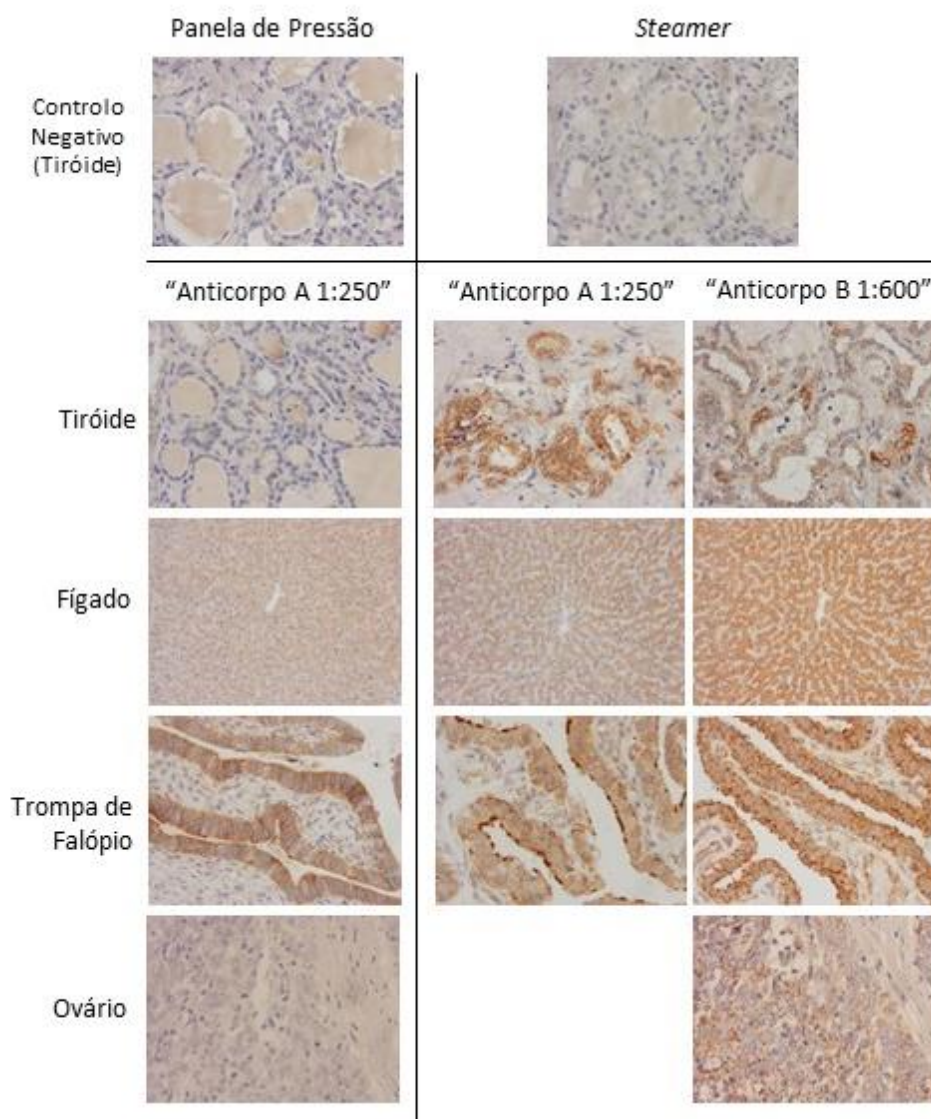 Panela de Pressão
Steamer
Controlo
Negativo
(Tiróide)
“Anticorpo A 1:250”
“Anticorpo A 1:250”
“Anticorpo B 1:600”
Tiróide
Fígado
Trompa de
Falópio
Ovário